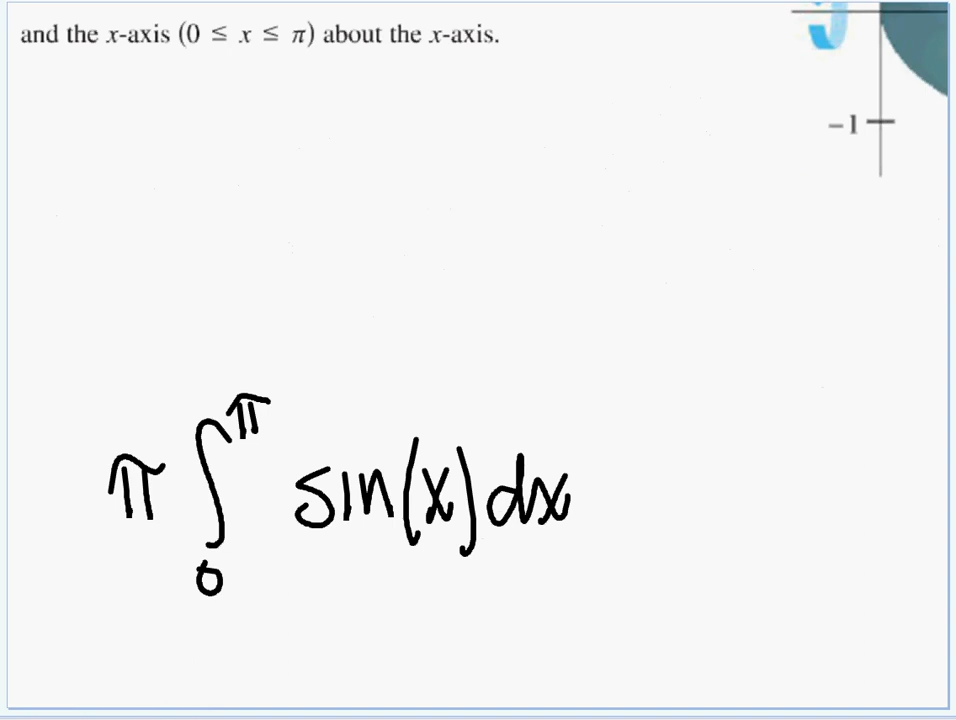 and the x-axis (0 ≤ x ≤ π) about the x-axis.
−1
π ∫₀^π sin(x) dx